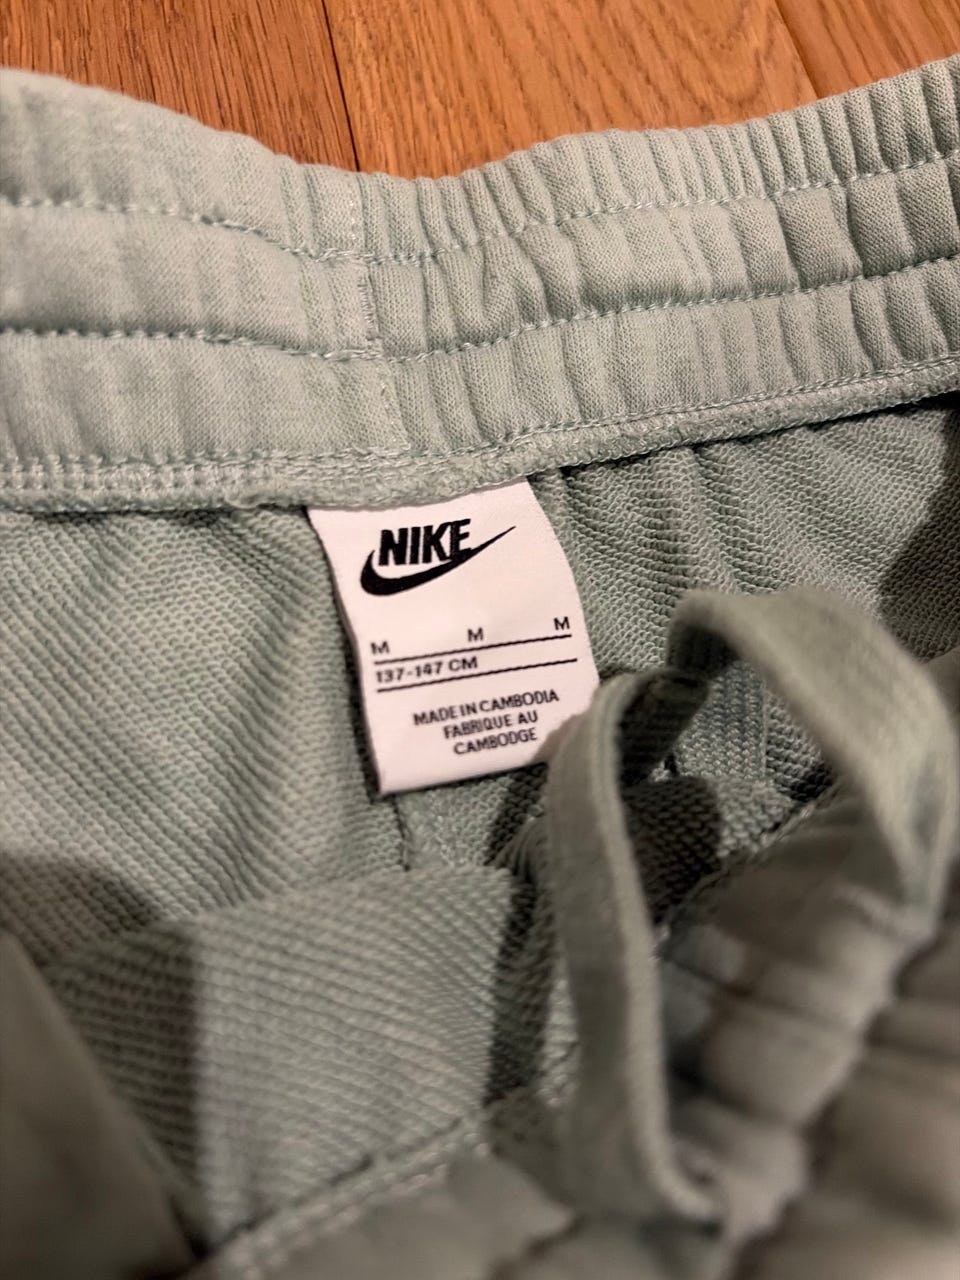 NIKE
M M M
137-147 CM
MADE IN CAMBODIA
FABRIQUE AU
CAMBODGE